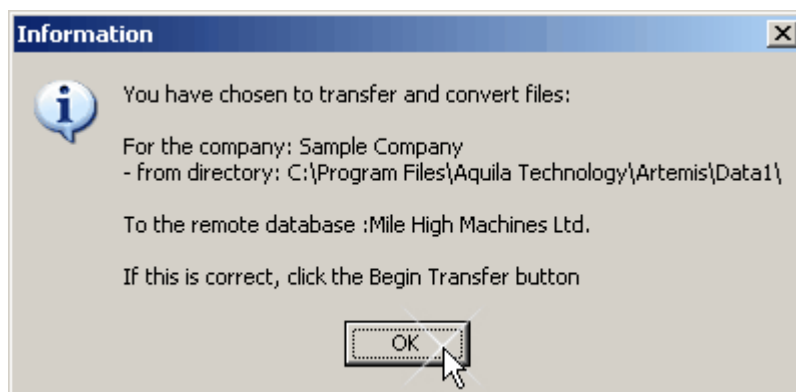 Information
You have chosen to transfer and convert files:
For the company: Sample Company
- from directory: C:\Program Files\Aquila Technology\Artemis\Data1\
To the remote database :Mile High Machines Ltd.
If this is correct, click the Begin Transfer button
OK